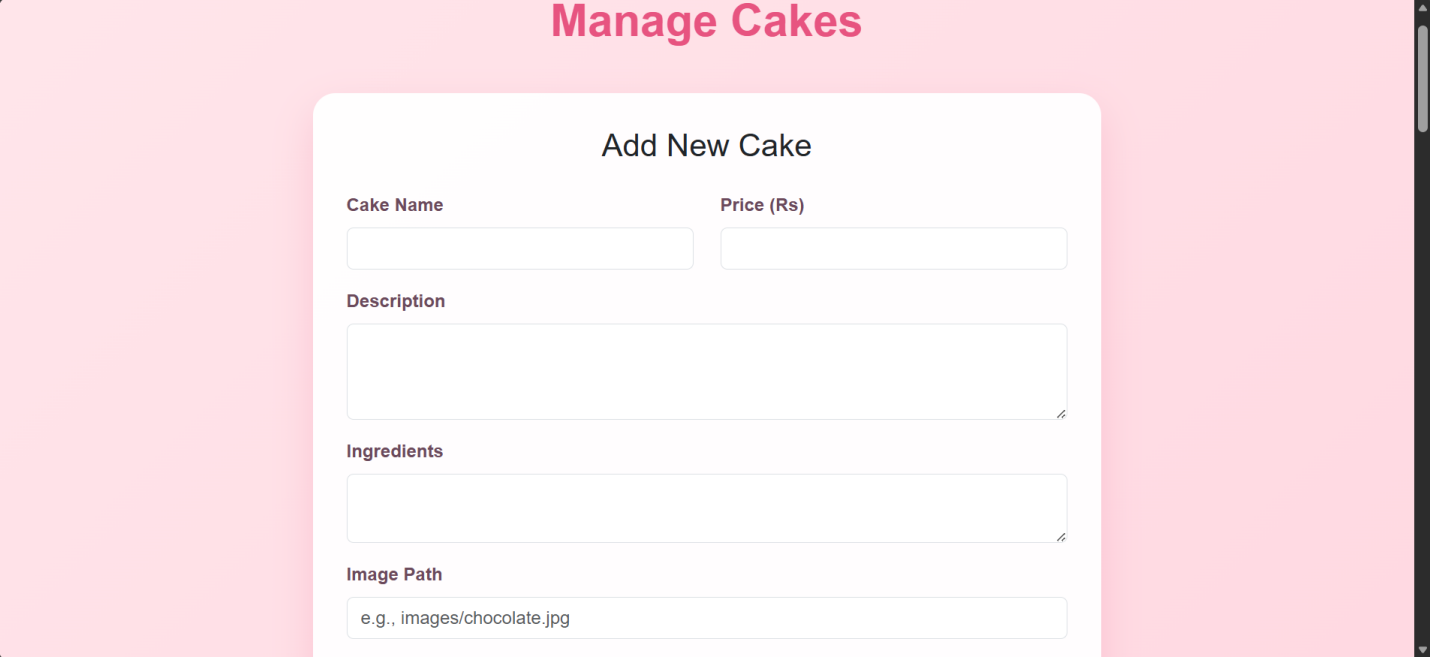 Manage Cakes
Add New Cake
Cake Name
Price (Rs)
Description
Ingredients
Image Path
e.g., images/chocolate.jpg